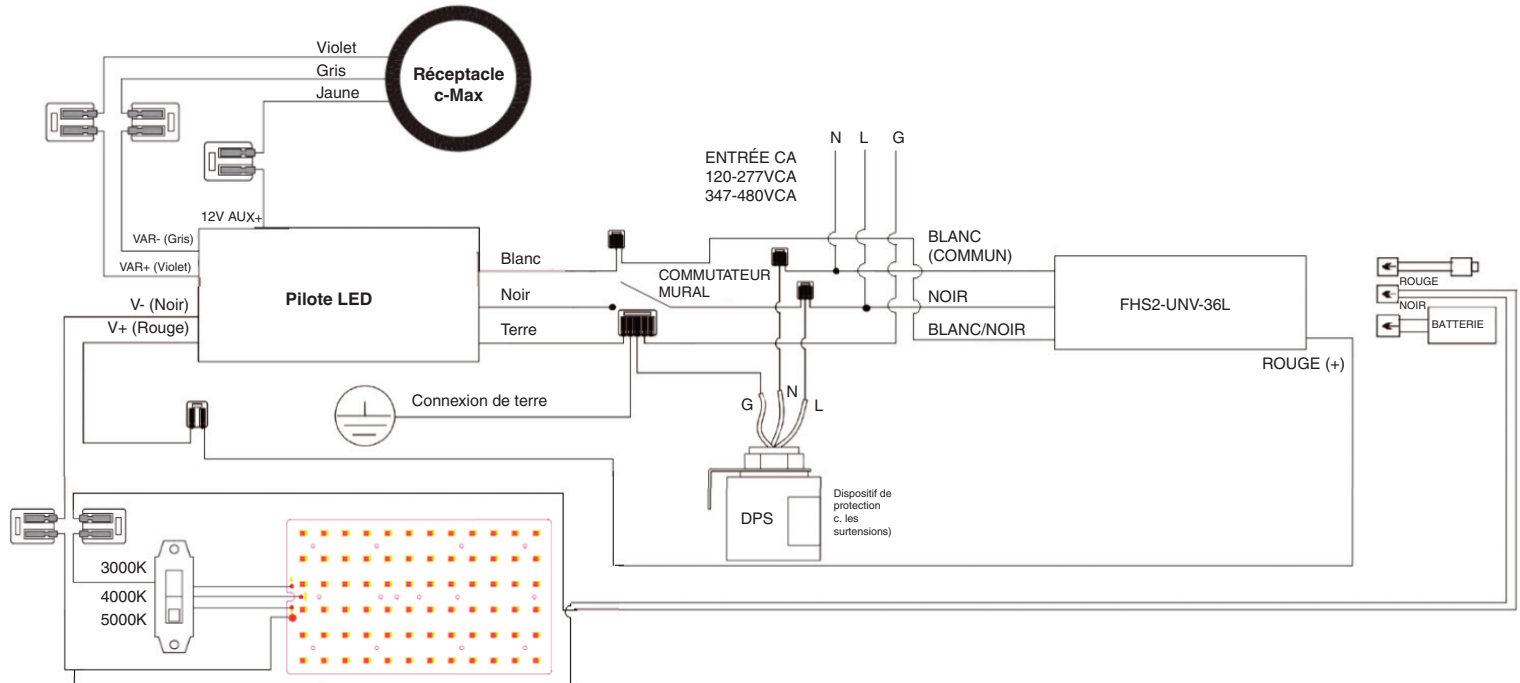 Violet
Gris
Jaune
Réceptacle
c-Max
N L G
ENTRÉE CA
120-277VCA
347-480VCA
12V AUX+
VAR- (Gris)
VAR+ (Violet)
V- (Noir)
V+ (Rouge)
Pilote LED
Blanc
Noir
Terre
COMMUTATEUR
MURAL
BLANC
(COMMUN)
NOIR
BLANC/NOIR
FHS2-UNV-36L
ROUGE (+)
ROUGE
NOIR
BATTERIE
Connexion de terre
G N L
DPS
Dispositif de
protection
c. les
surtensions)
3000K
4000K
5000K